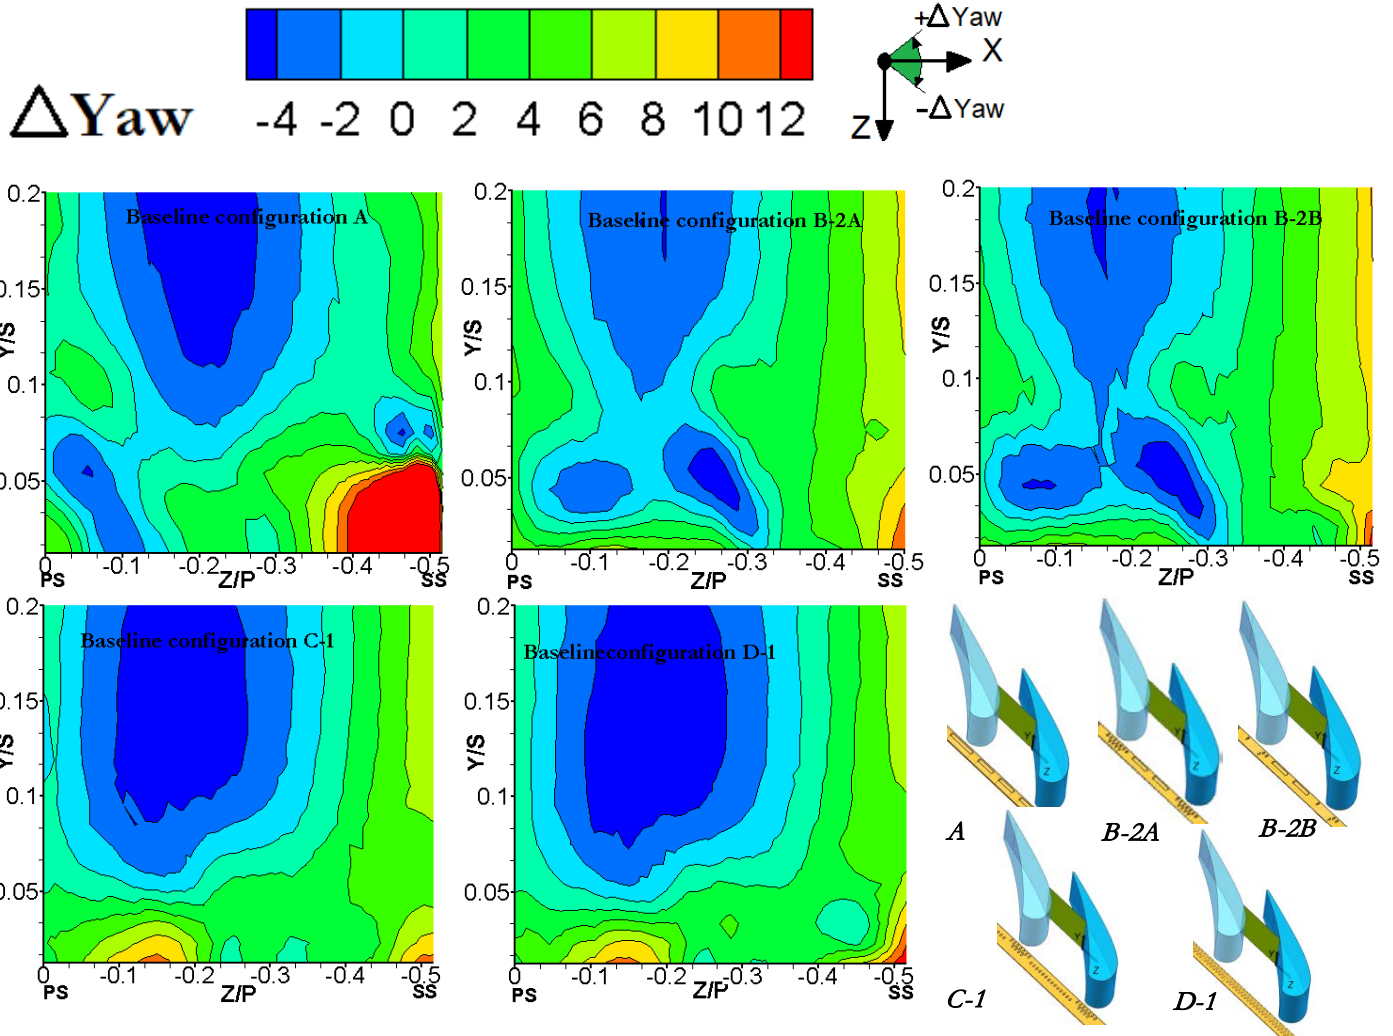 +ΔYaw
X
-ΔYaw
Z
ΔYaw
-4 -2 0 2 4 6 8 10 12
0.2
0.15
0.1
0.05
Y/S
Baseline configuration A
-0.1 -0.2 -0.3 -0.4 -0.5
PS Z/P SS
0.2
0.15
0.1
0.05
Y/S
Baseline configuration B-2A
0 -0.1 -0.2 -0.3 -0.4 -0.5
PS Z/P SS
0.2
0.15
0.1
0.05
Y/S
Baseline configuration B-2B
0 -0.1 -0.2 -0.3 -0.4 -0.5
PS Z/P SS
0.2
0.15
0.1
0.05
Y/S
Baseline configuration C-1
0 -0.1 -0.2 -0.3 -0.4 -0.5
PS Z/P SS
0.2
0.15
0.1
0.05
Y/S
Baselineconfiguration D-1
0 -0.1 -0.2 -0.3 -0.4 -0.5
PS Z/P SS
Y
Z
Y
Z
Y
Z
A
B-2A
B-2B
Y
Z
Y
Z
C-1
D-1